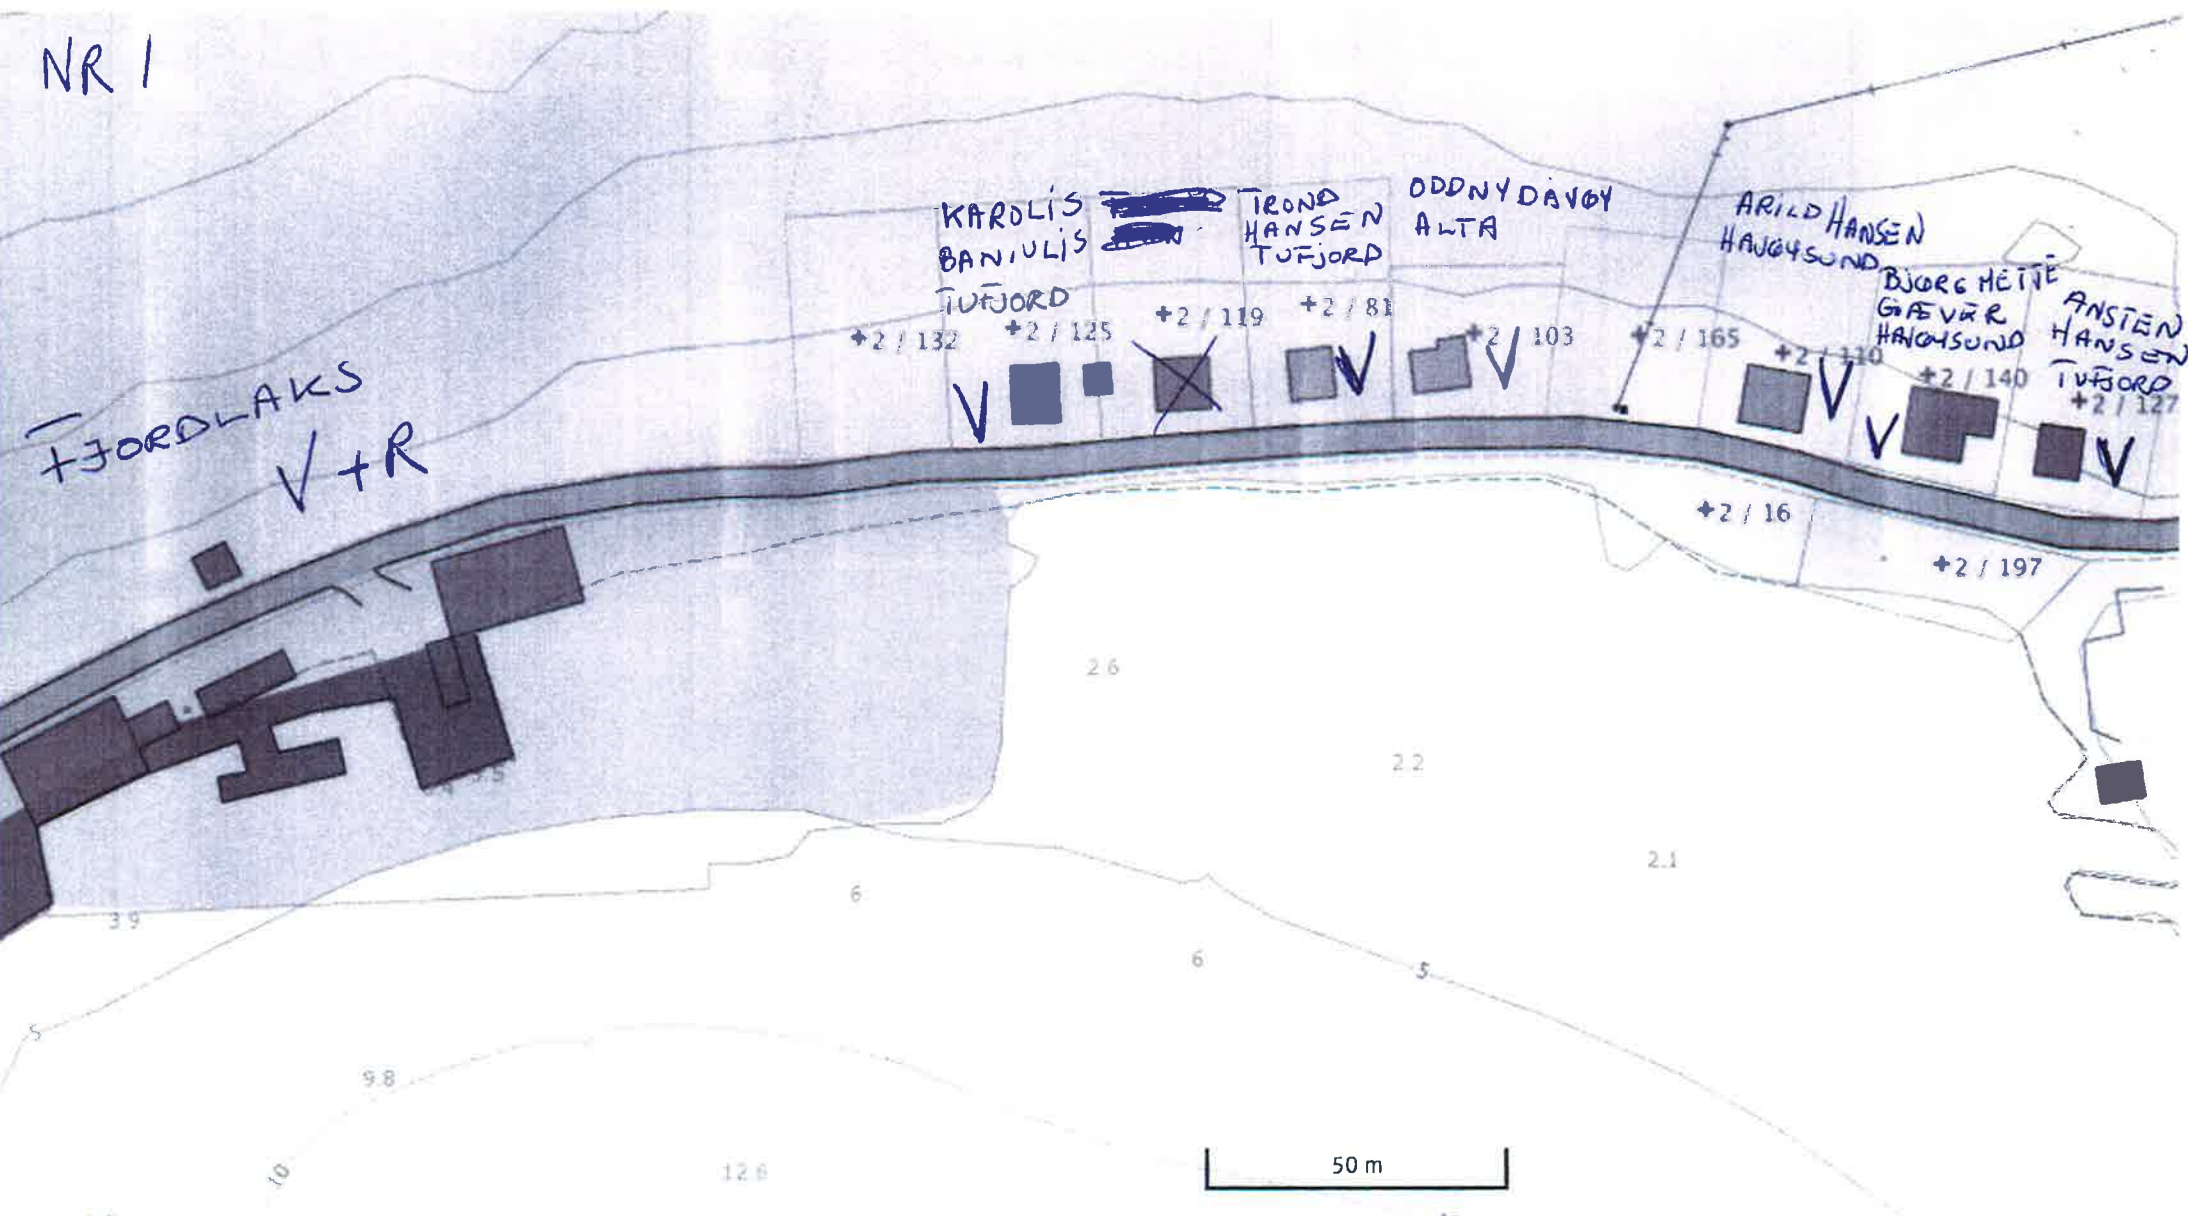 NR 1
KAROLIS
BANIULIS
TUFJORD
TROND
HANSEN
TUFJORD
ODDNY DAVØY
ALTA
ARILD HANSEN
HAVØYSUND
BJØRG METTE
GÆVER
HAVØYSUND
ANSTEN
HANSEN
TUFJORD
+2 / 132
+2 / 125
+2 / 119
+2 / 81
+2 / 103
+2 / 165
+2 / 110
+2 / 140
+2 / 127
FJORDLAKS
V + R
V
V
V
V
V
V
+2 / 16
+2 / 197
2.6
2.2
2.1
3.9
6
6
5
5
9.8
10
12.6
50 m